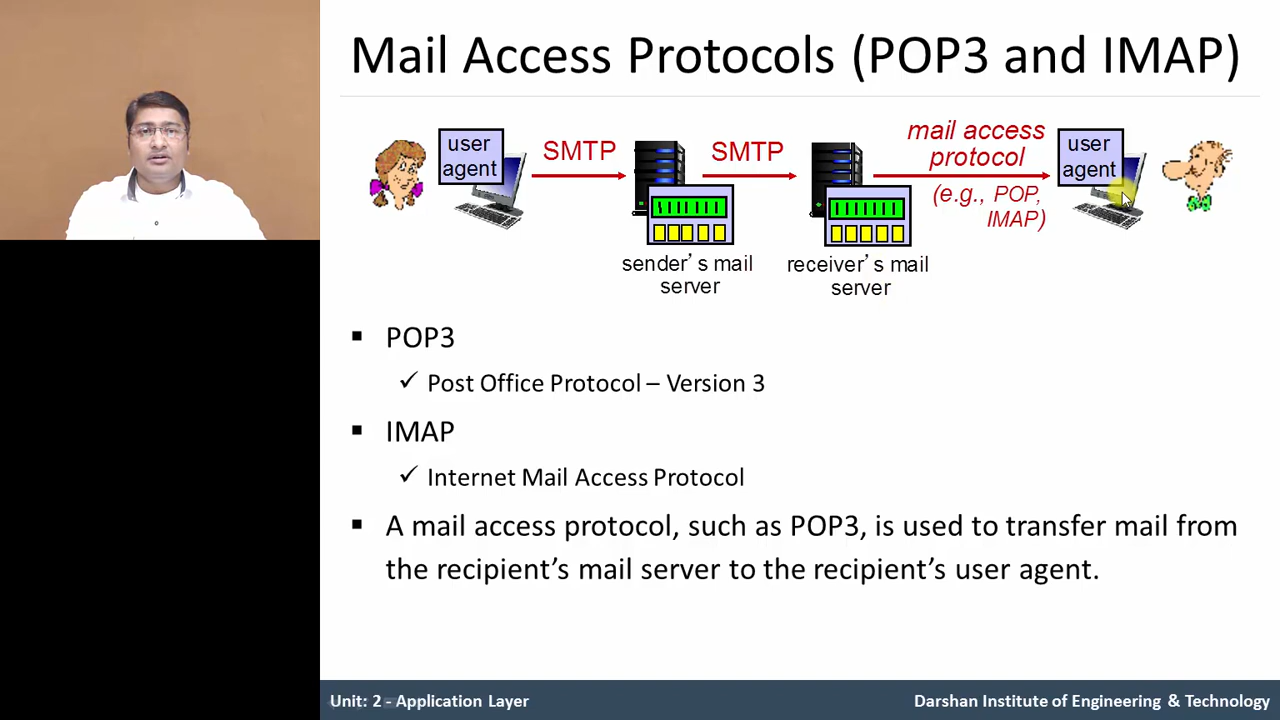 Mail Access Protocols (POP3 and IMAP)
user
agent
SMTP
SMTP
mail access
protocol
(e.g., POP,
IMAP)
user
agent
sender's mail
server
receiver's mail
server
▪ POP3
✓ Post Office Protocol – Version 3
▪ IMAP
✓ Internet Mail Access Protocol
▪ A mail access protocol, such as POP3, is used to transfer mail from
the recipient's mail server to the recipient's user agent.
Unit: 2 - Application Layer
Darshan Institute of Engineering & Technology